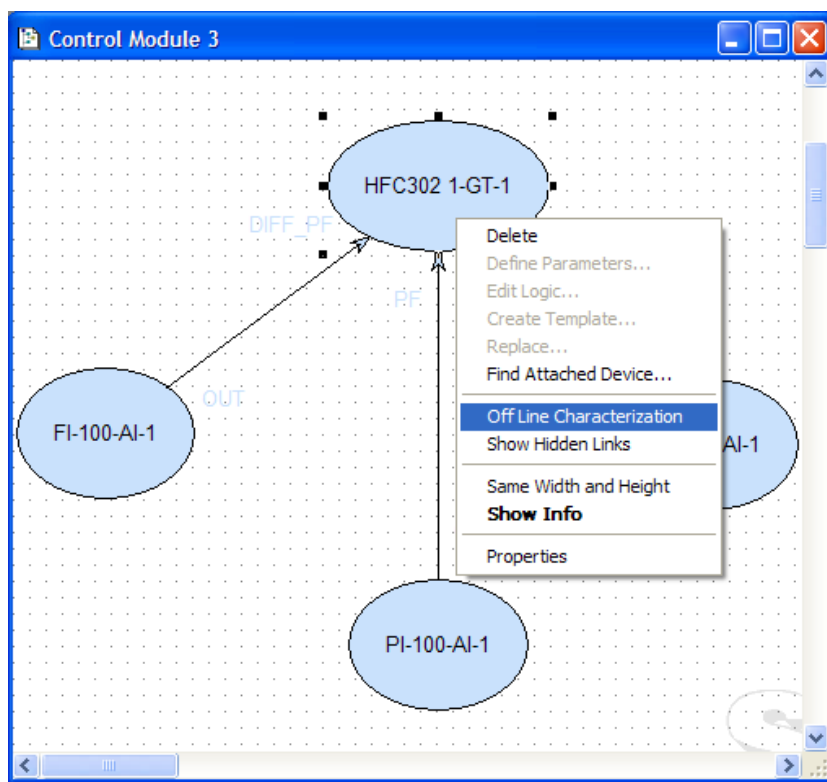 Control Module 3
HFC302 1-GT-1
DIFF_PF
PF
Delete
Define Parameters...
Edit Logic...
Create Template...
Replace...
Find Attached Device...
Off Line Characterization
Show Hidden Links
Same Width and Height
Show Info
Properties
OUT
FI-100-AI-1
AI-1
PI-100-AI-1